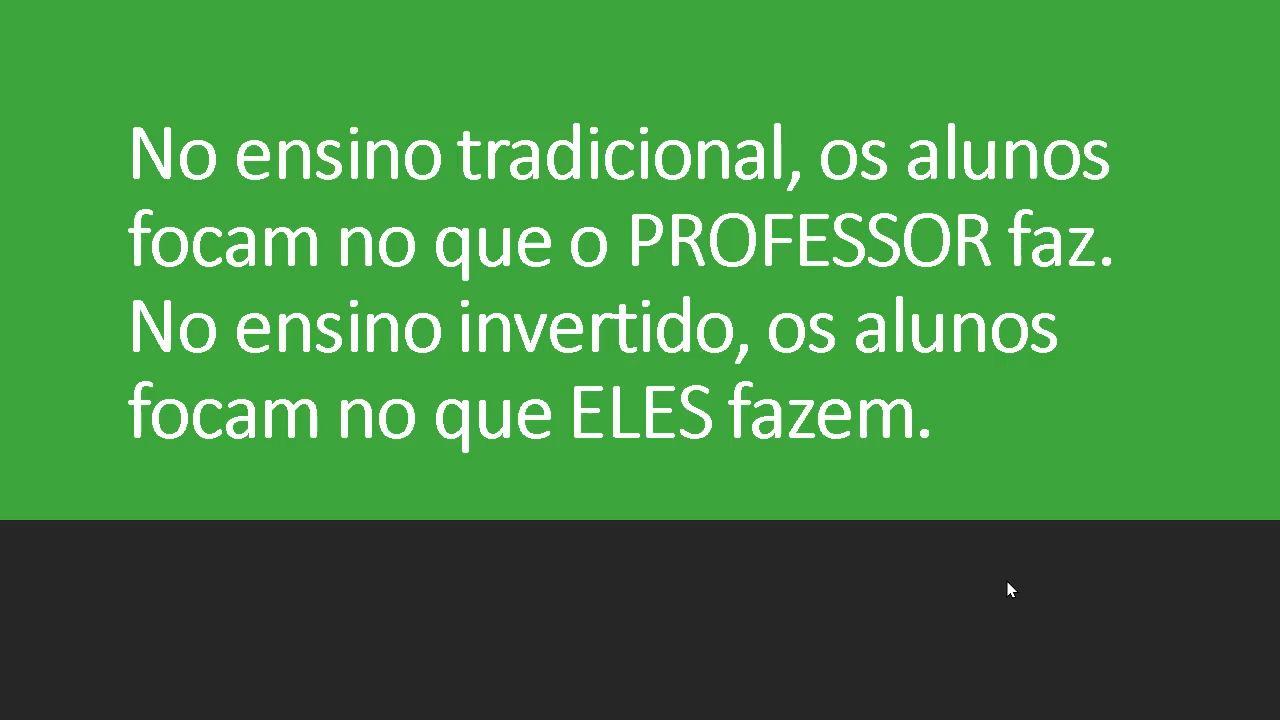 No ensino tradicional, os alunos
focam no que o PROFESSOR faz.
No ensino invertido, os alunos
focam no que ELES fazem.